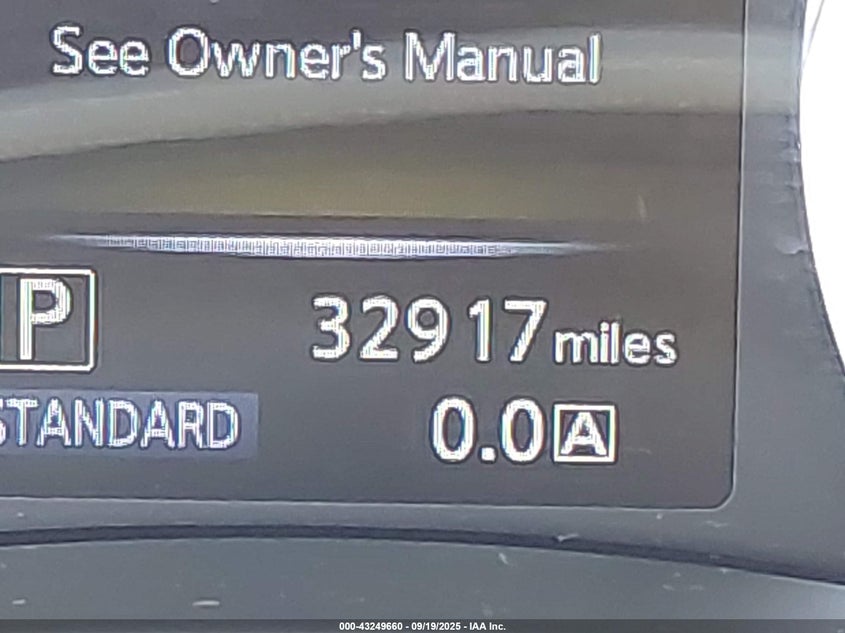 See Owner's Manual
P
32917 miles
STANDARD
0.0 A
000-43249660 - 09/19/2025 - IAA Inc.